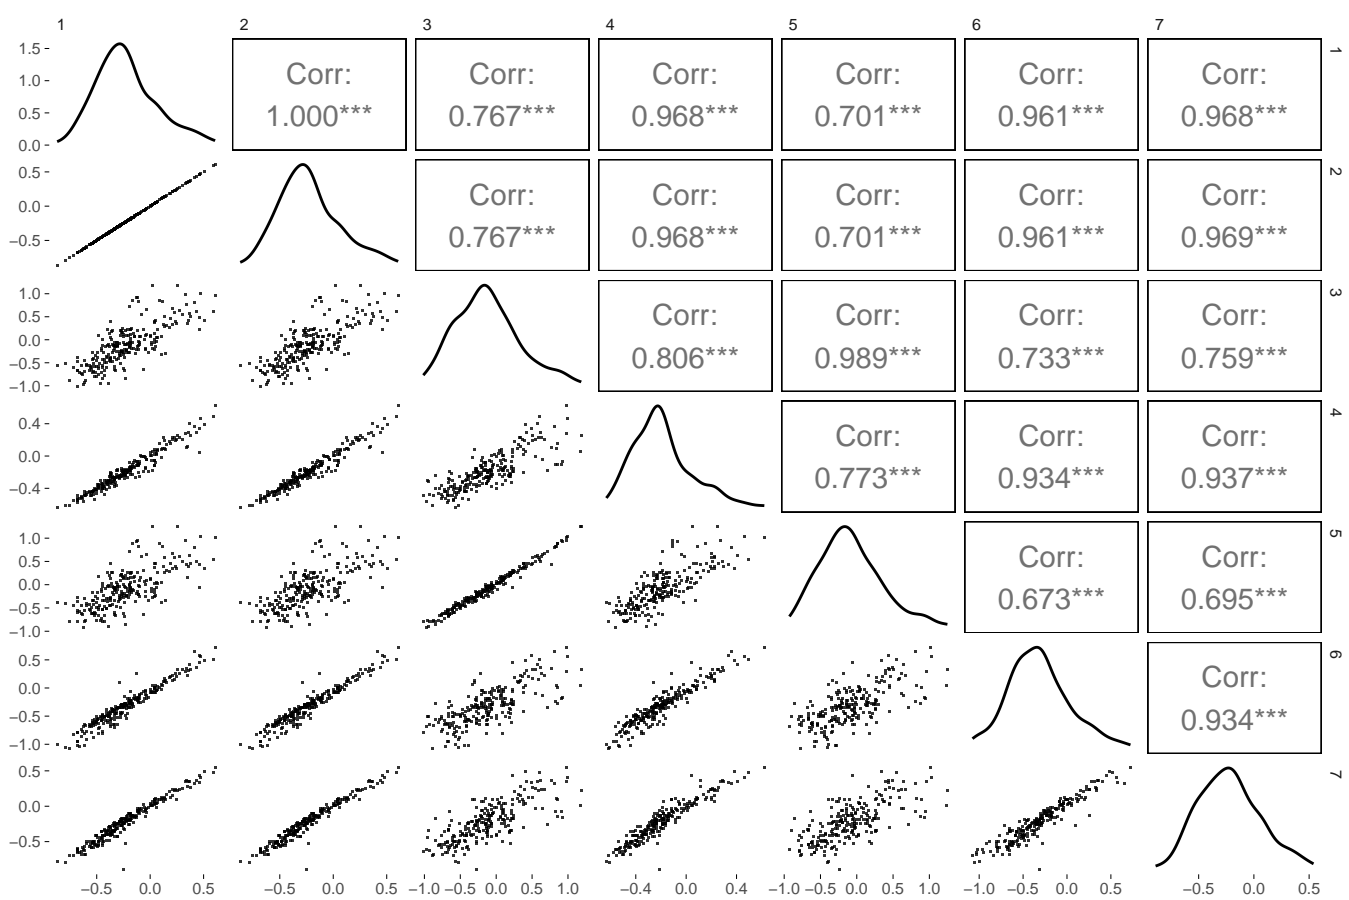 1 2 3 4 5 6 7
1.5
1.0
0.5
0.0
Corr:
1.000***
Corr:
0.767***
Corr:
0.968***
Corr:
0.701***
Corr:
0.961***
Corr:
0.968***
1
0.5
0.0
−0.5
Corr:
0.767***
Corr:
0.968***
Corr:
0.701***
Corr:
0.961***
Corr:
0.969***
2
1.0
0.5
0.0
−0.5
−1.0
Corr:
0.806***
Corr:
0.989***
Corr:
0.733***
Corr:
0.759***
3
0.4
0.0
−0.4
Corr:
0.773***
Corr:
0.934***
Corr:
0.937***
4
1.0
0.5
0.0
−0.5
−1.0
Corr:
0.673***
Corr:
0.695***
5
0.5
0.0
−0.5
−1.0
Corr:
0.934***
6
0.5
0.0
−0.5
7
−0.5 0.0 0.5
−0.5 0.0 0.5
−1.0 −0.5 0.0 0.5 1.0
−0.4 0.0 0.4
−1.0 −0.5 0.0 0.5 1.0
−1.0 −0.5 0.0 0.5
−0.5 0.0 0.5